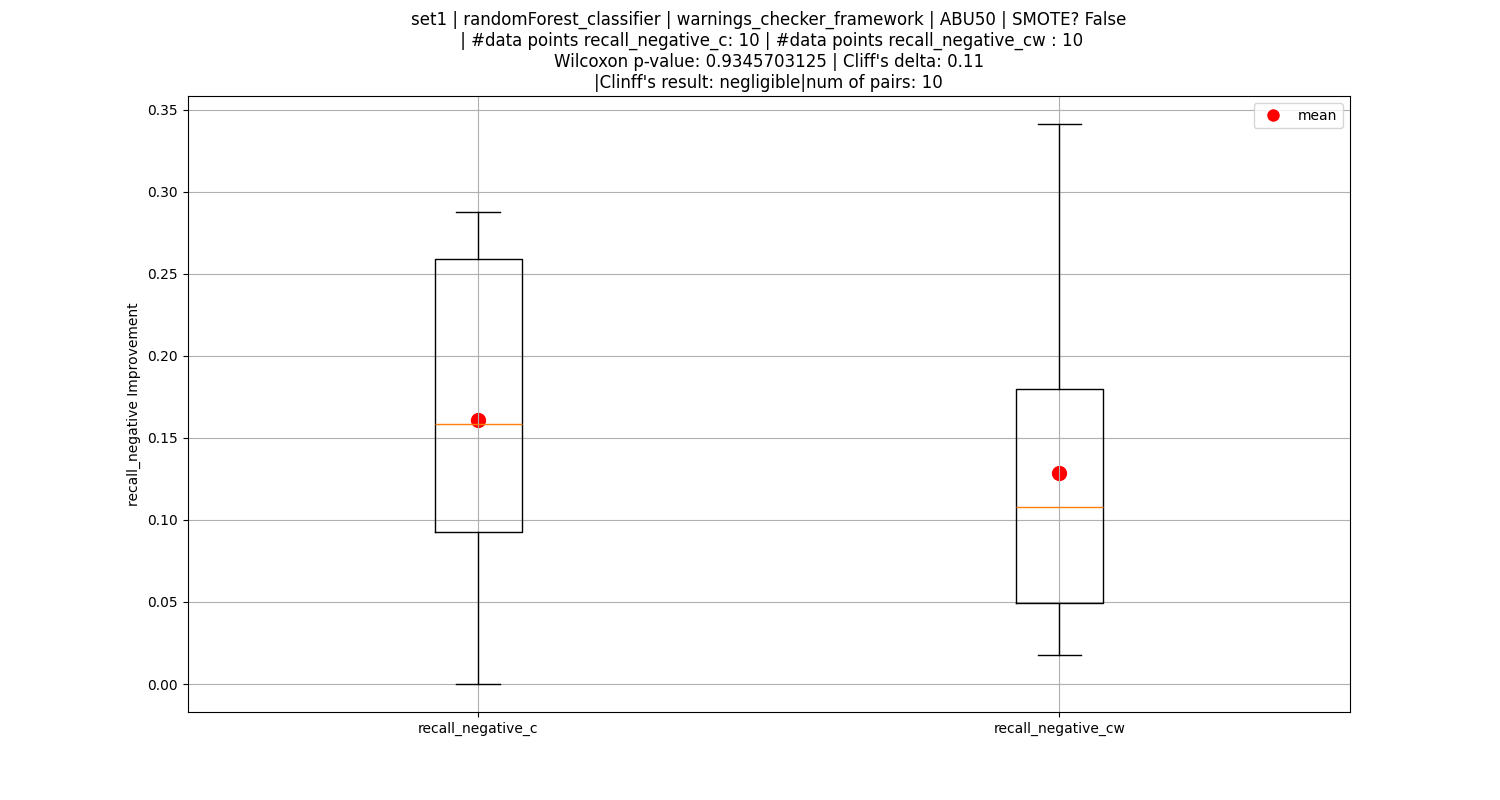 set1 | randomForest_classifier | warnings_checker_framework | ABU50 | SMOTE? False
| #data points recall_negative_c: 10 | #data points recall_negative_cw : 10
Wilcoxon p-value: 0.9345703125 | Cliff's delta: 0.11
|Clinff's result: negligible|num of pairs: 10
mean
recall_negative Improvement
0.35
0.30
0.25
0.20
0.15
0.10
0.05
0.00
recall_negative_c
recall_negative_cw